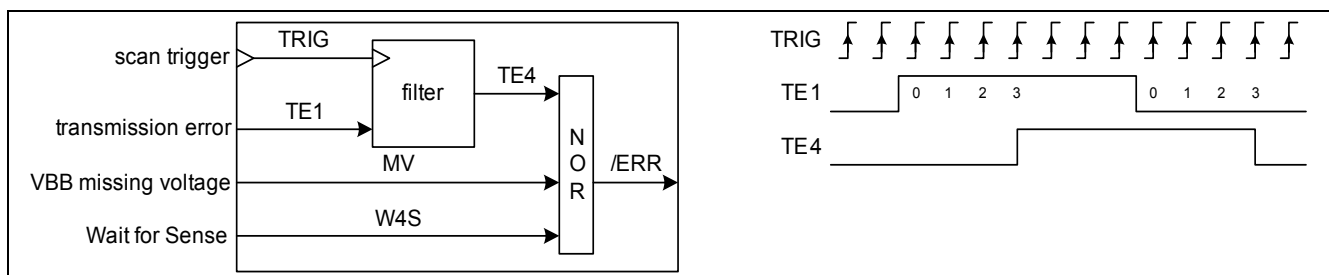 scan trigger
TRIG
filter
TE4
transmission error
TE1
VBB missing voltage
MV
Wait for Sense
W4S
NOR
/ERR
TRIG
TE1
0 1 2 3
0 1 2 3
TE4